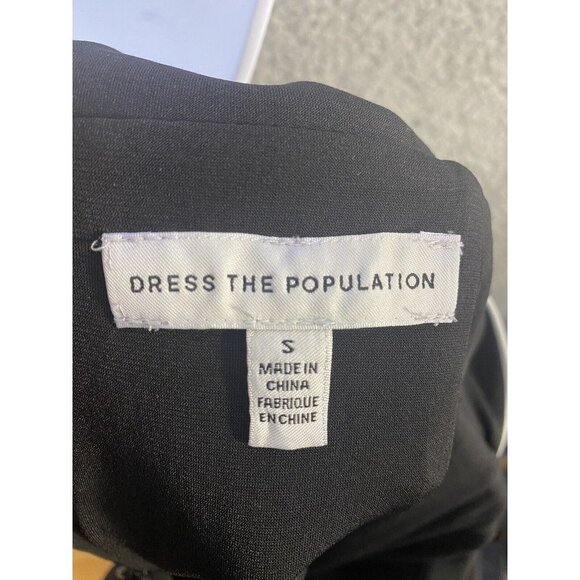 DRESS THE POPULATION
S
MADE IN
CHINA
FABRIQUE
EN CHINE